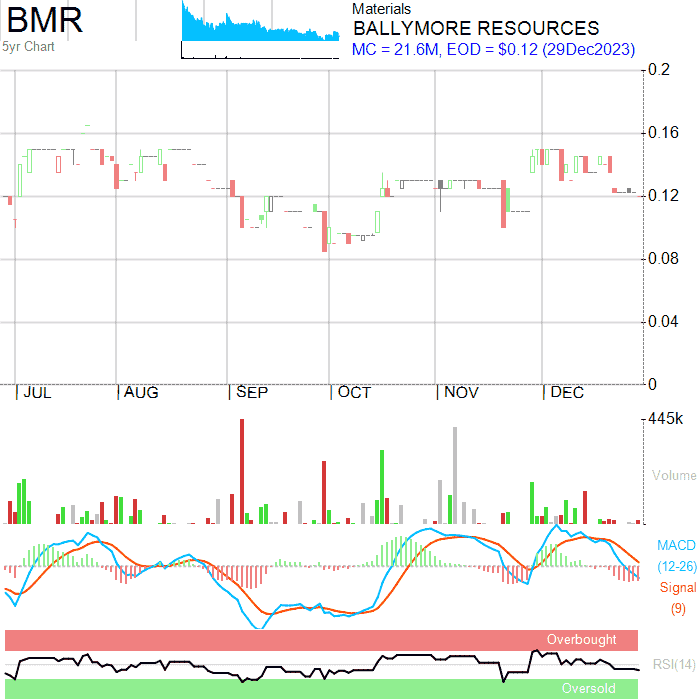 BMR
5yr Chart
Materials
BALLYMORE RESOURCES
MC = 21.6M, EOD = $0.12 (29Dec2023)
0.2
0.16
0.12
0.08
0.04
0
JUL
AUG
SEP
OCT
NOV
DEC
445k
Volume
MACD
(12-26)
Signal
(9)
Overbought
RSI(14)
Oversold